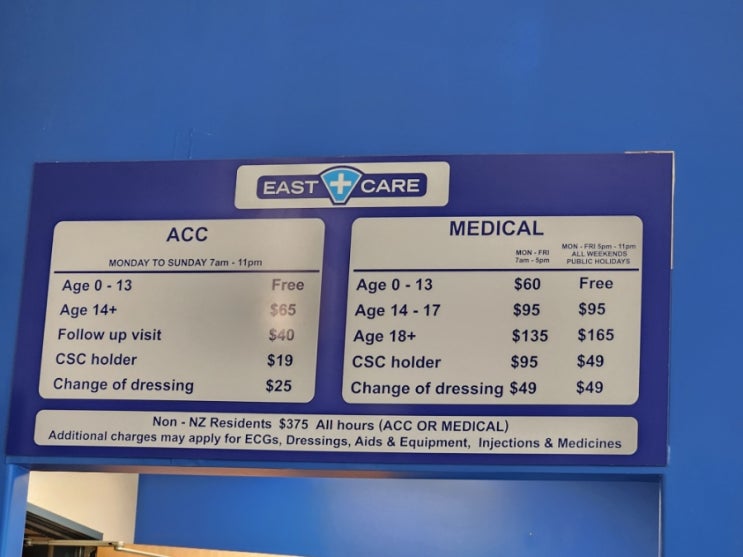 EAST CARE
ACC
MONDAY TO SUNDAY 7am - 11pm
Age 0 - 13 Free
Age 14+ $65
Follow up visit $40
CSC holder $19
Change of dressing $25
MEDICAL
MON - FRI 7am - 5pm
MON - FRI 5pm - 11pm
ALL WEEKENDS
PUBLIC HOLIDAYS
Age 0 - 13 $60 Free
Age 14 - 17 $95 $95
Age 18+ $135 $165
CSC holder $95 $49
Change of dressing $49 $49
Non - NZ Residents $375 All hours (ACC OR MEDICAL)
Additional charges may apply for ECGs, Dressings, Aids & Equipment, Injections & Medicines